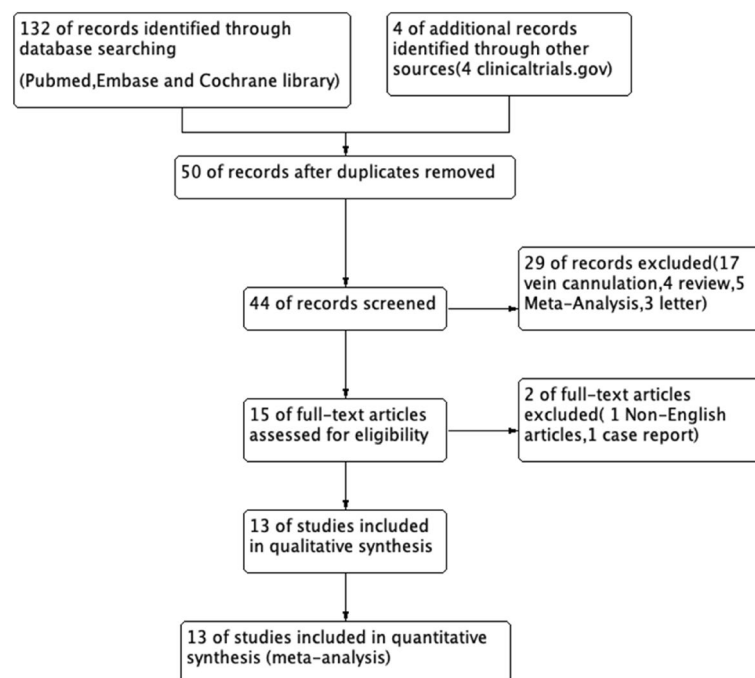 132 of records identified through
database searching
(Pubmed,Embase and Cochrane library)
4 of additional records
identified through other
sources(4 clinicaltrials.gov)
50 of records after duplicates removed
44 of records screened
29 of records excluded(17
vein cannulation,4 review,5
Meta-Analysis,3 letter)
15 of full-text articles
assessed for eligibility
2 of full-text articles
excluded( 1 Non-English
articles,1 case report)
13 of studies included
in qualitative synthesis
13 of studies included in quantitative
synthesis (meta-analysis)